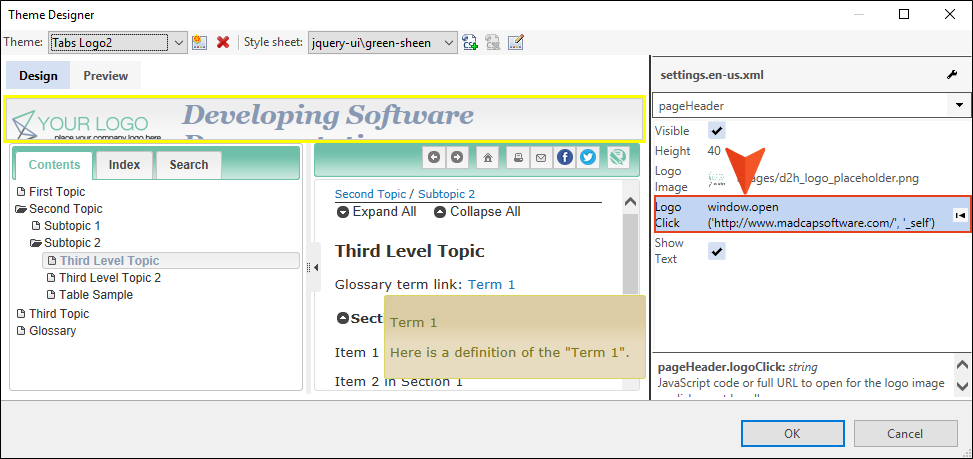 Theme Designer
Theme: Tabs Logo2 Style sheet: jquery-ui\green-sheen
Design Preview
YOUR LOGO
place your company logo here
Developing Software
Contents Index Search
First Topic
Second Topic
Subtopic 1
Subtopic 2
Third Level Topic
Third Level Topic 2
Table Sample
Third Topic
Glossary
Second Topic / Subtopic 2
Expand All Collapse All
Third Level Topic
Glossary term link: Term 1
Sect
Term 1
Here is a definition of the "Term 1".
Item 1
Item 2 in Section 1
settings.en-us.xml
pageHeader
Visible
Height 40
Logo
Image
/d2h_logo_placeholder.png
Logo
Click
window.open
('http://www.madcapsoftware.com/', '_self')
Show
Text
pageHeader.logoClick: string
JavaScript code or full URL to open for the logo image
OK Cancel